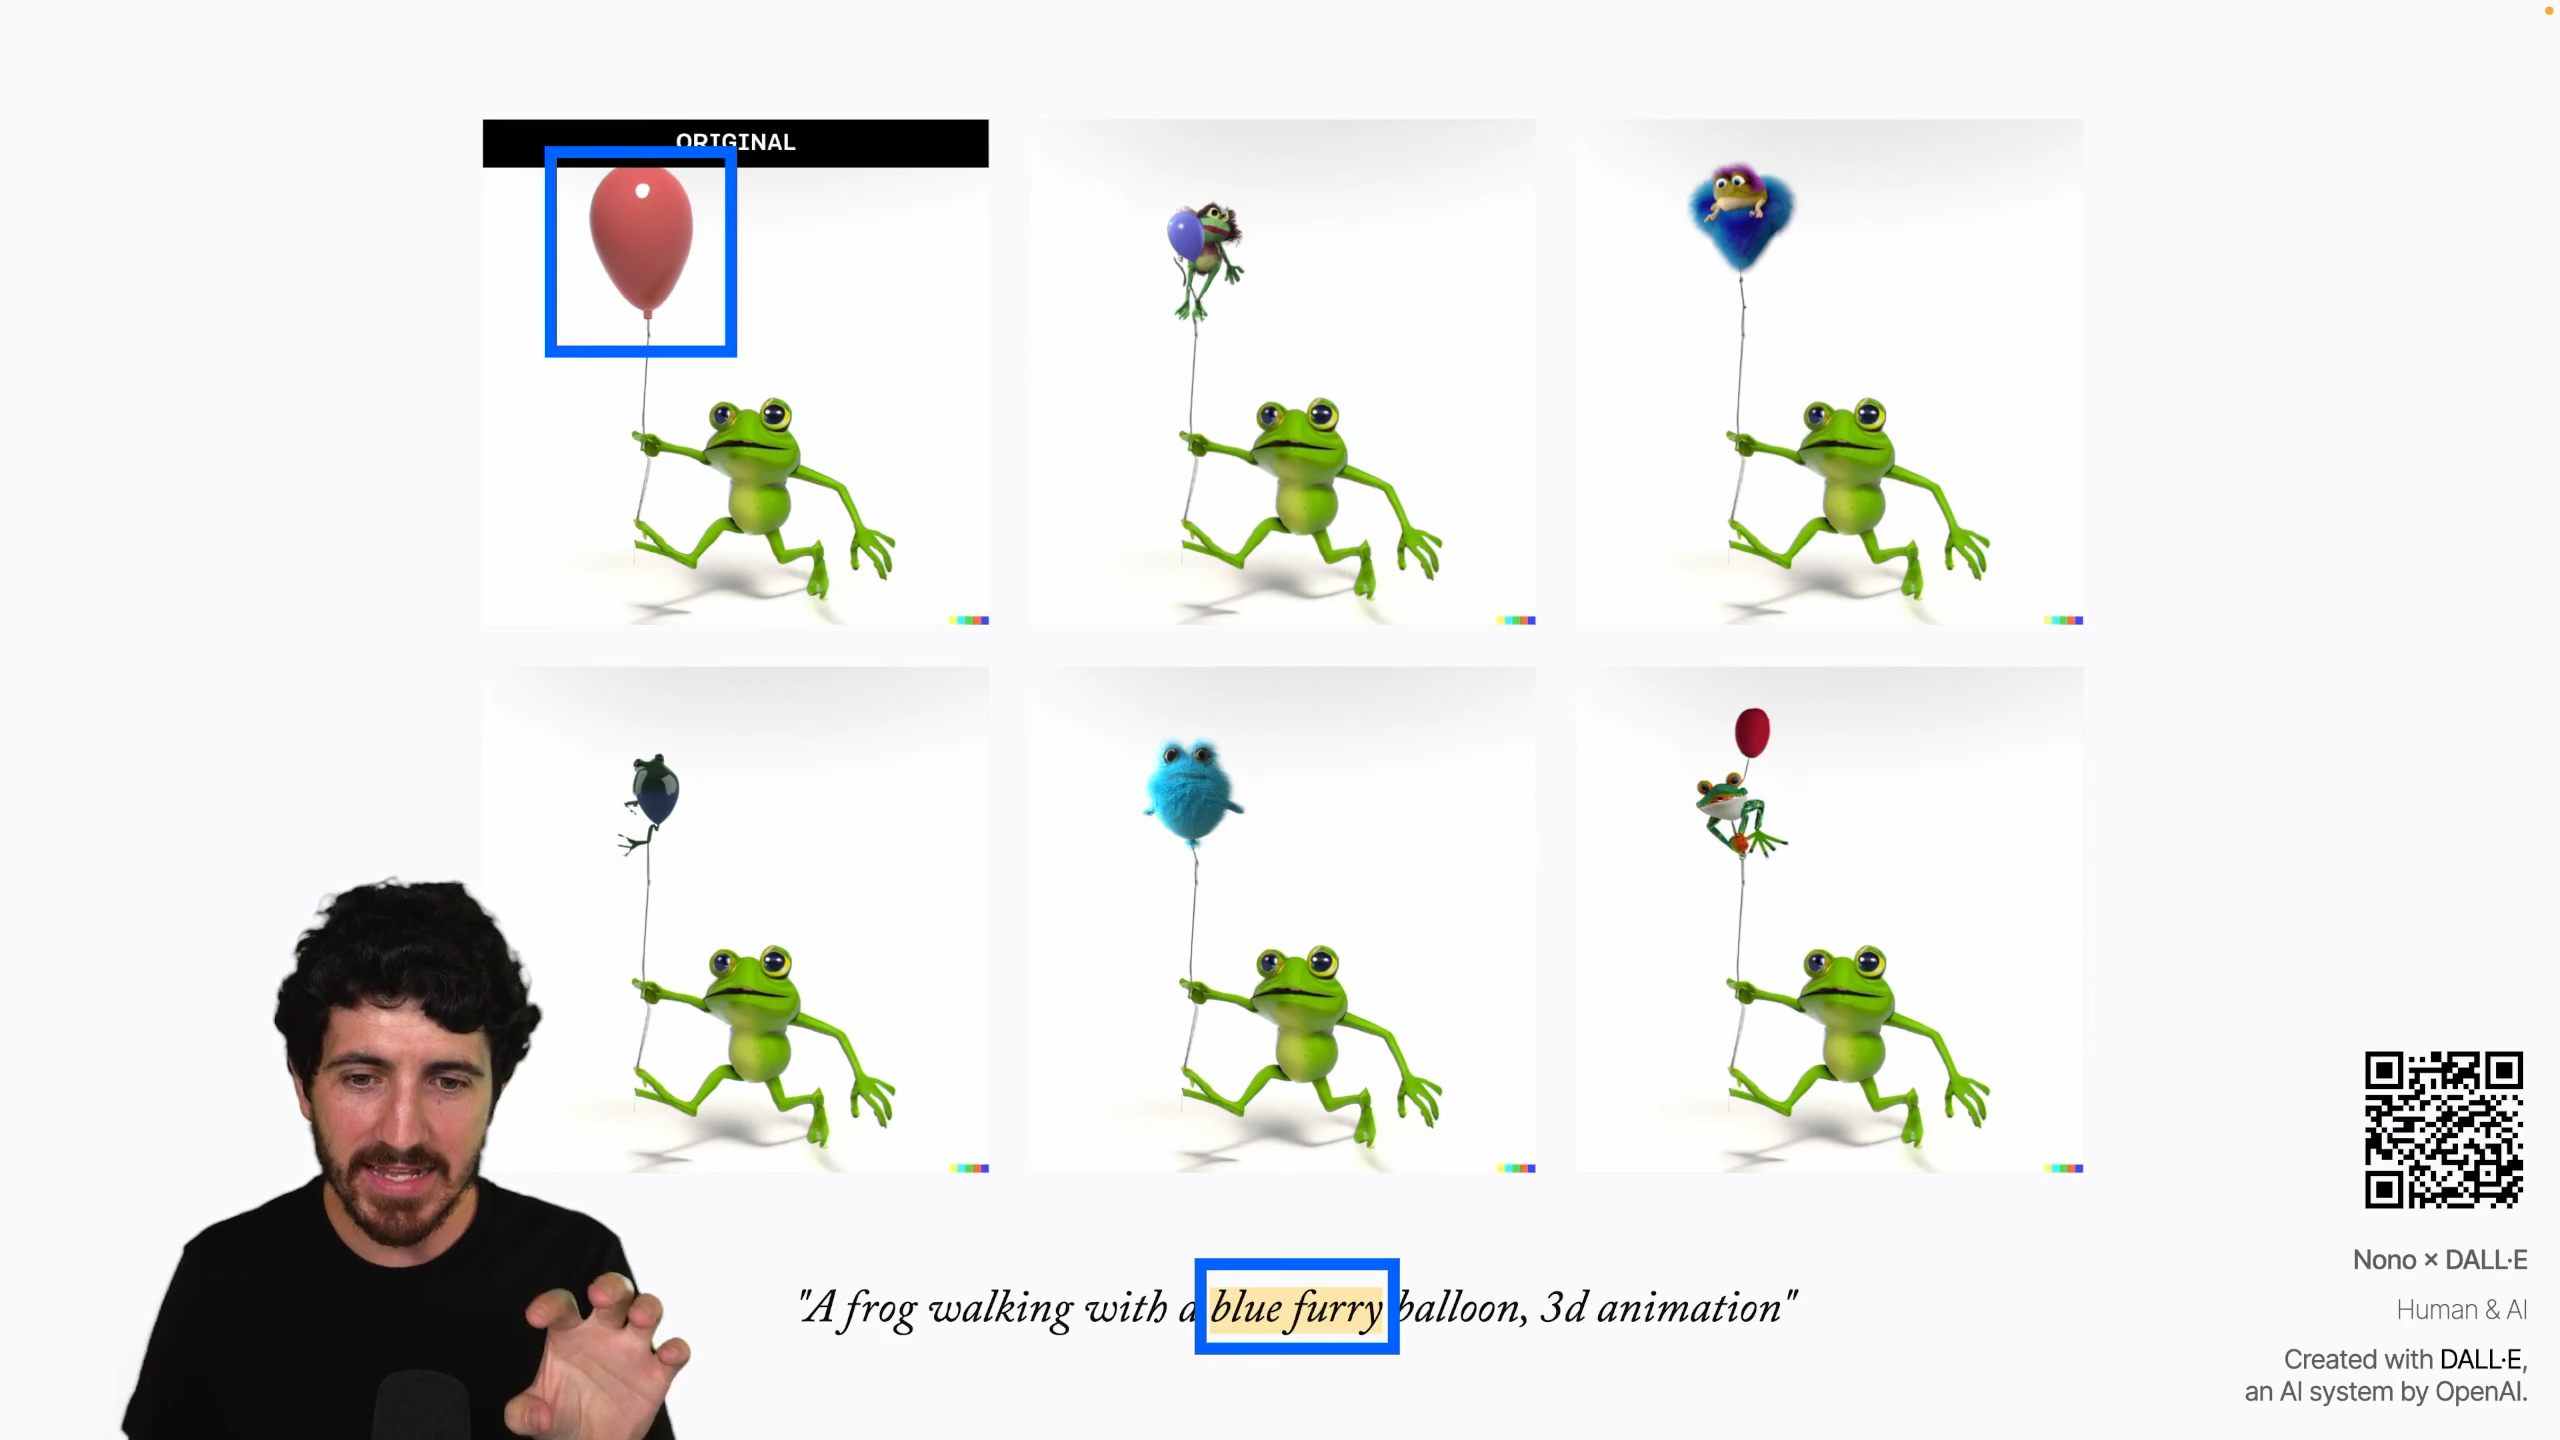 ORIGINAL
"A frog walking with a blue furry balloon, 3d animation"
Nono × DALL·E
Human & AI
Created with DALL·E,
an AI system by OpenAI.